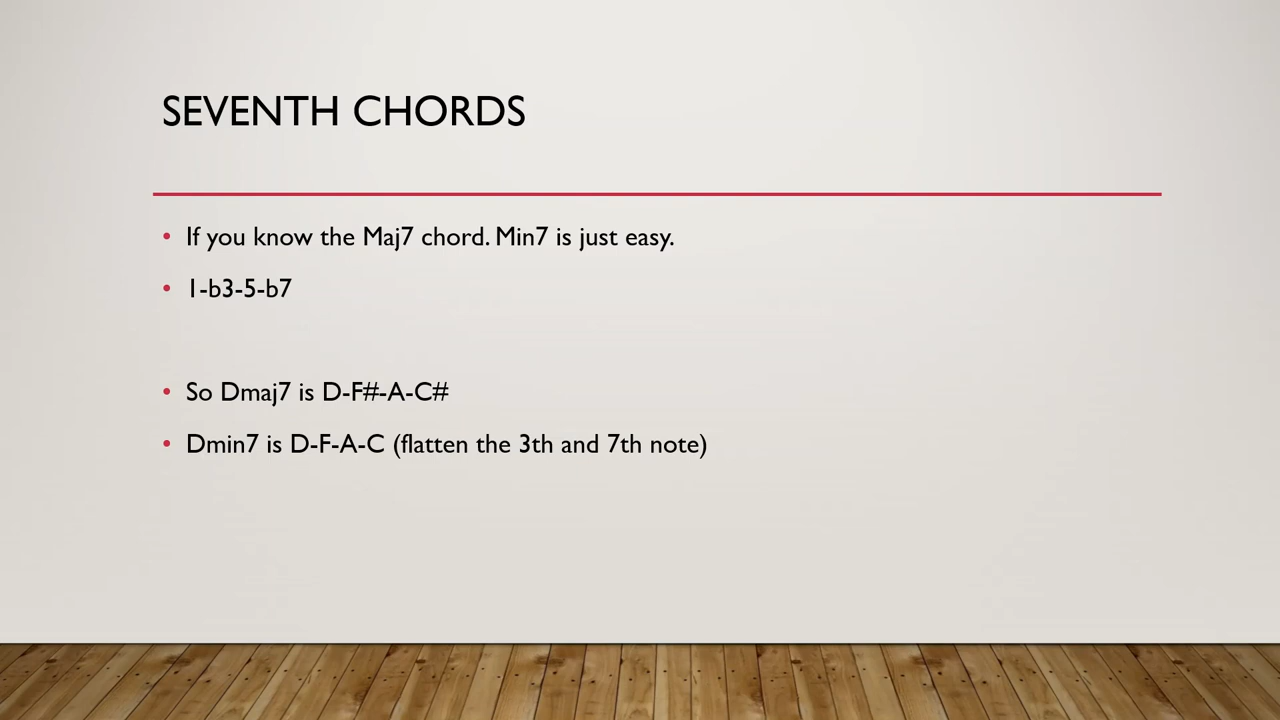 SEVENTH CHORDS
• If you know the Maj7 chord. Min7 is just easy.
• 1-b3-5-b7
• So Dmaj7 is D-F#-A-C#
• Dmin7 is D-F-A-C (flatten the 3th and 7th note)